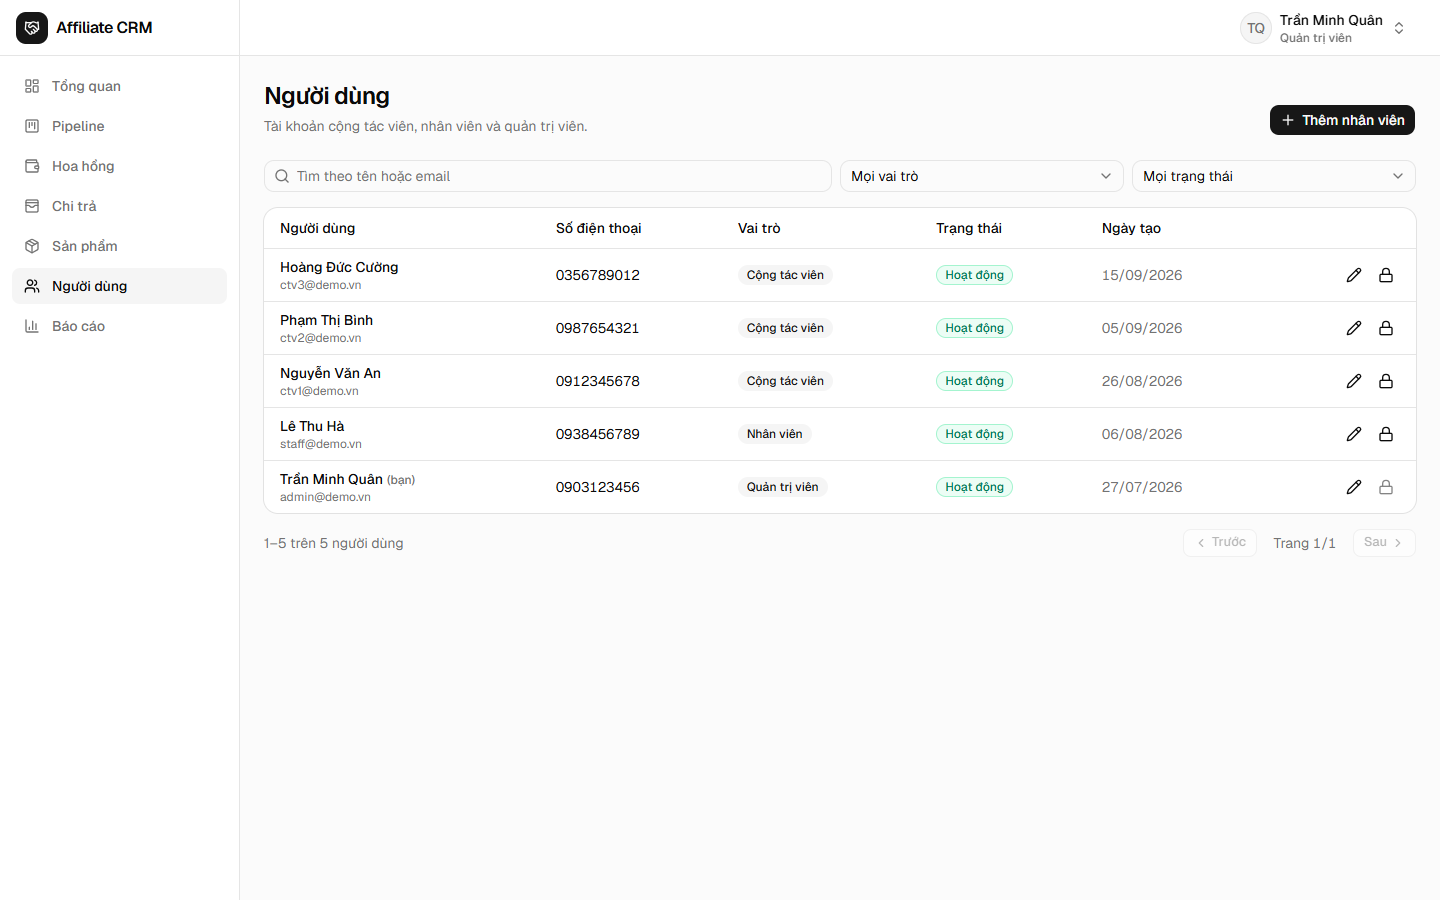 Affiliate CRM
TQ
Trần Minh Quân
Quản trị viên
Tổng quan
Pipeline
Hoa hồng
Chi trả
Sản phẩm
Người dùng
Báo cáo
Người dùng
Tài khoản cộng tác viên, nhân viên và quản trị viên.
Thêm nhân viên
Tìm theo tên hoặc email
Mọi vai trò
Mọi trạng thái
Người dùng Số điện thoại Vai trò Trạng thái Ngày tạo
Hoàng Đức Cường
ctv3@demo.vn
0356789012 Cộng tác viên Hoạt động 15/09/2026
Phạm Thị Bình
ctv2@demo.vn
0987654321 Cộng tác viên Hoạt động 05/09/2026
Nguyễn Văn An
ctv1@demo.vn
0912345678 Cộng tác viên Hoạt động 26/08/2026
Lê Thu Hà
staff@demo.vn
0938456789 Nhân viên Hoạt động 06/08/2026
Trần Minh Quân (bạn)
admin@demo.vn
0903123456 Quản trị viên Hoạt động 27/07/2026
1–5 trên 5 người dùng
Trước Trang 1/1 Sau